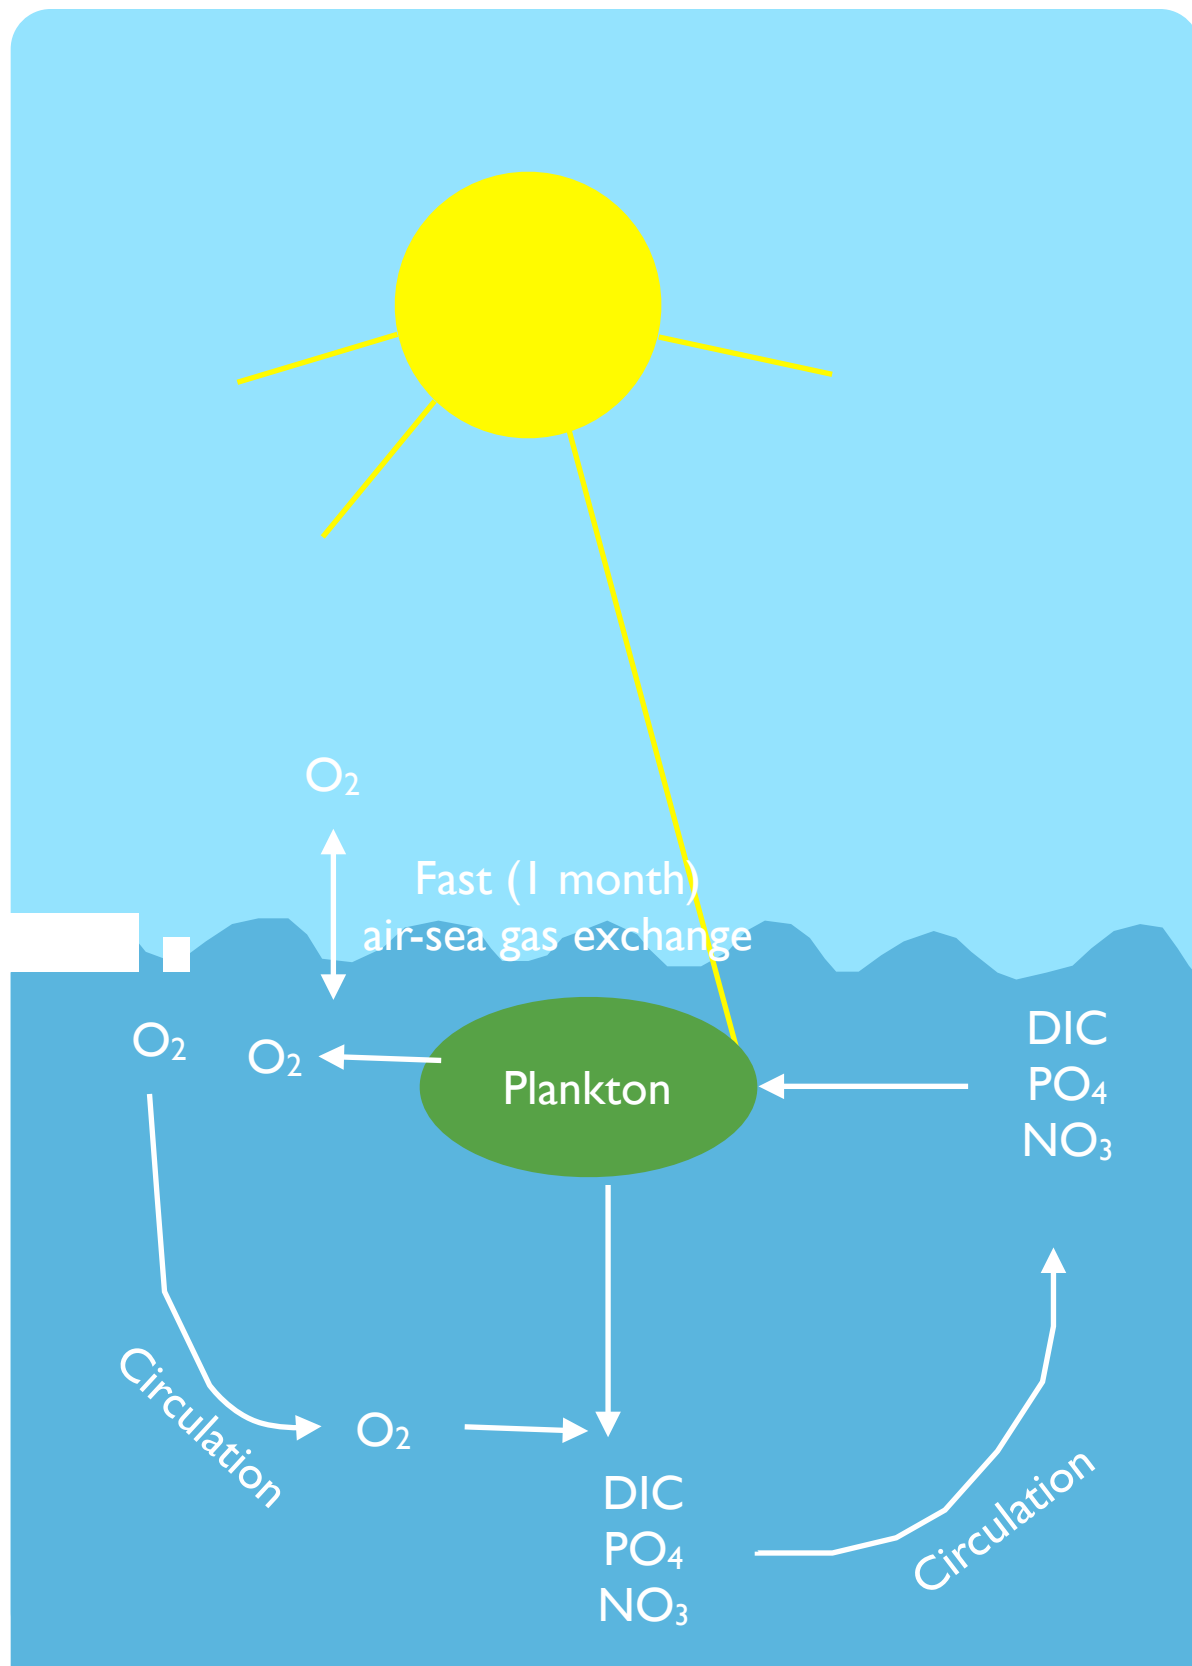 O₂
Fast (1 month)
air-sea gas exchange
O₂
O₂
Plankton
DIC
PO₄
NO₃
Circulation
O₂
DIC
PO₄
NO₃
Circulation